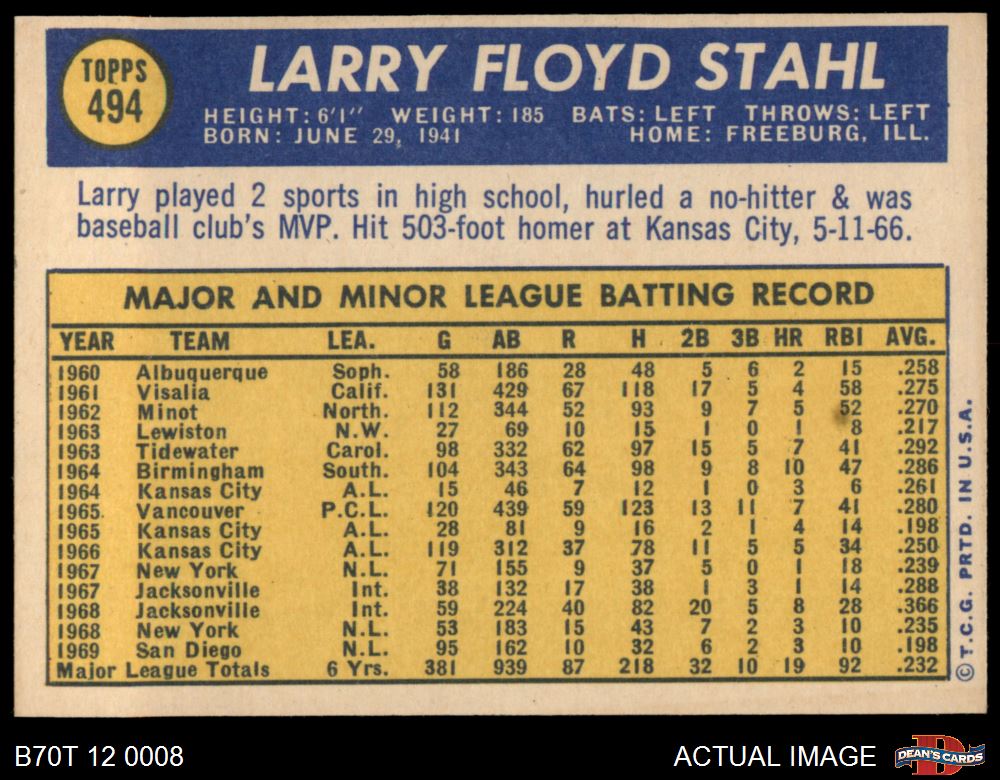 TOPPS
494
LARRY FLOYD STAHL
HEIGHT: 6'1" WEIGHT: 185 BATS: LEFT THROWS: LEFT
BORN: JUNE 29, 1941 HOME: FREEBURG, ILL.
Larry played 2 sports in high school, hurled a no-hitter & was
baseball club's MVP. Hit 503-foot homer at Kansas City, 5-11-66.
MAJOR AND MINOR LEAGUE BATTING RECORD
YEAR TEAM LEA. G AB R H 2B 3B HR RBI AVG.
1960 Albuquerque Soph. 58 186 28 48 5 6 2 15 .258
1961 Visalia Calif. 131 429 67 118 17 5 4 58 .275
1962 Minot North. 112 344 52 93 9 7 5 52 .270
1963 Lewiston N.W. 27 69 10 15 1 0 1 8 .217
1963 Tidewater Carol. 98 332 62 97 15 5 7 41 .292
1964 Birmingham South. 104 343 64 98 9 8 10 47 .286
1964 Kansas City A.L. 15 46 7 12 1 0 3 6 .261
1965 Vancouver P.C.L. 120 439 59 123 13 11 7 41 .280
1965 Kansas City A.L. 28 81 9 16 2 1 4 14 .198
1966 Kansas City A.L. 119 312 37 78 11 5 5 34 .250
1967 New York N.L. 71 155 9 37 5 0 1 18 .239
1967 Jacksonville Int. 38 132 17 38 1 3 1 14 .288
1968 Jacksonville Int. 59 224 40 82 20 5 8 28 .366
1968 New York N.L. 53 183 15 43 7 2 3 10 .235
1969 San Diego N.L. 95 162 10 32 6 2 3 10 .198
Major League Totals 6 Yrs. 381 939 87 218 32 10 19 92 .232
© T.C.G. PRTD. IN U.S.A.
B70T 12 0008 ACTUAL IMAGE
D
DEAN'S CARDS